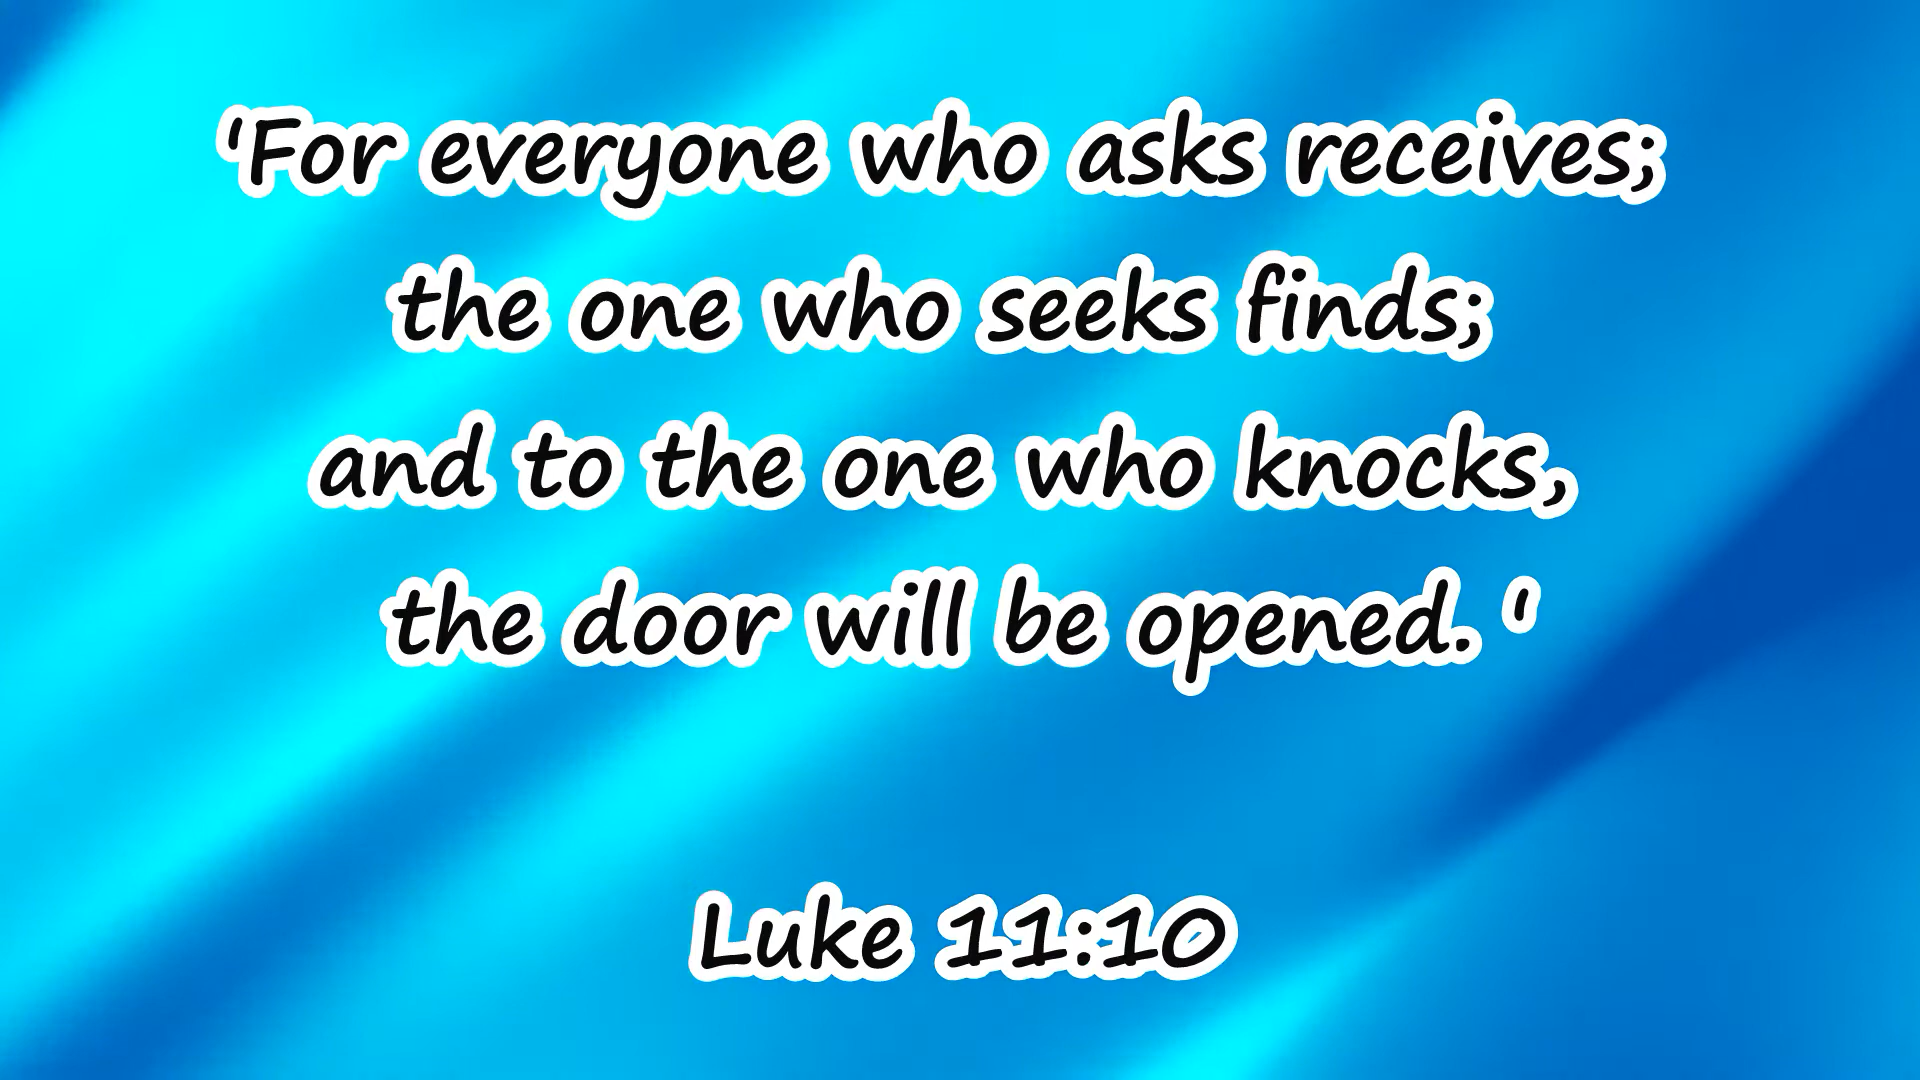 'For everyone who asks receives;
the one who seeks finds;
and to the one who knocks,
the door will be opened. '
Luke 11:10